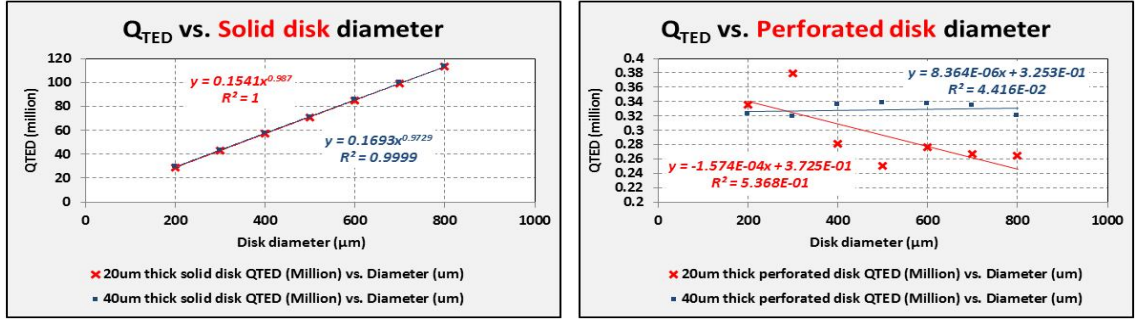 QTED vs. Solid disk diameter
120
100
80
60
40
20
0
QTED (million)
y = 0.1541x^0.987
R² = 1
y = 0.1693x^0.9729
R² = 0.9999
0 200 400 600 800 1000
Disk diameter (µm)
20um thick solid disk QTED (Million) vs. Diameter (um)
40um thick solid disk QTED (Million) vs. Diameter (um)
QTED vs. Perforated disk diameter
0.4
0.38
0.36
0.34
0.32
0.3
0.28
0.26
0.24
0.22
0.2
QTED (million)
y = 8.364E-06x + 3.253E-01
R² = 4.416E-02
y = -1.574E-04x + 3.725E-01
R² = 5.368E-01
0 200 400 600 800 1000
Disk diameter (µm)
20um thick perforated disk QTED (Million) vs. Diameter (um)
40um thick perforated disk QTED (Million) vs. Diameter (um)